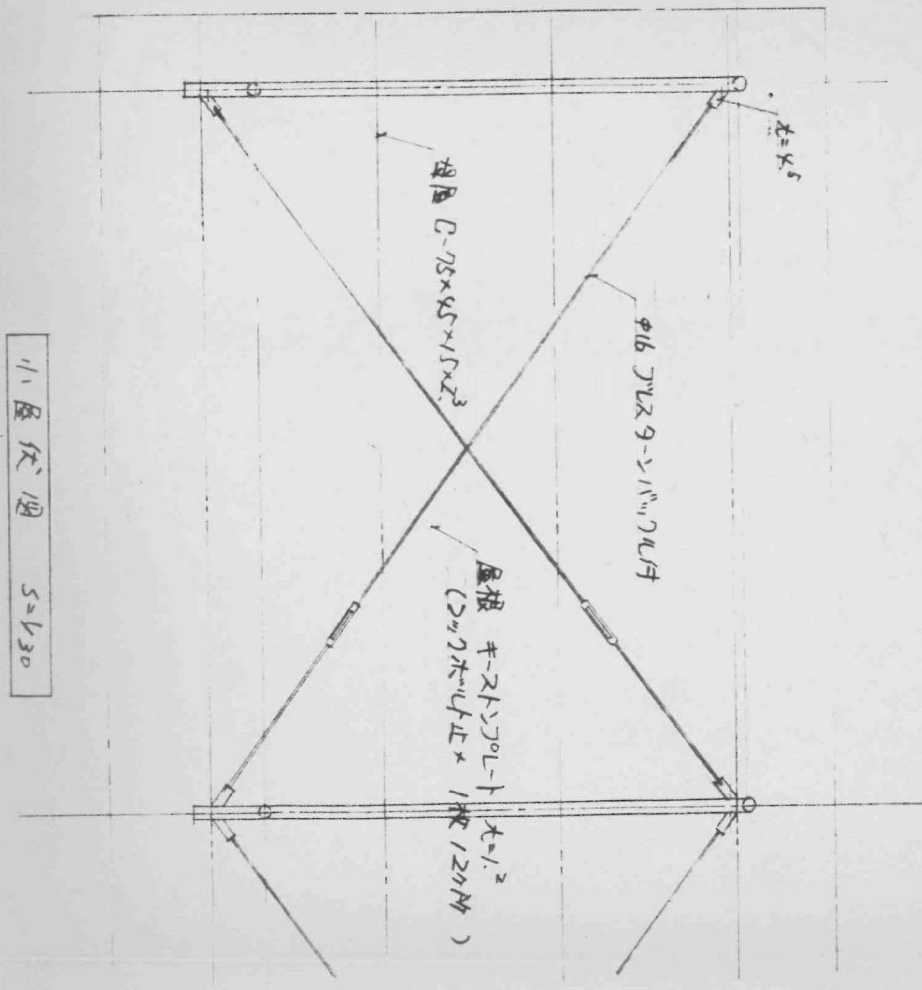 t=4.5
φ16 ブレスターンバックル付
母屋 C-75×45×15×2.3
屋根 キーストンプレート t=1.2
(フックボルト止メ 1枚12ヶ所)
小屋伏図 S=1/30